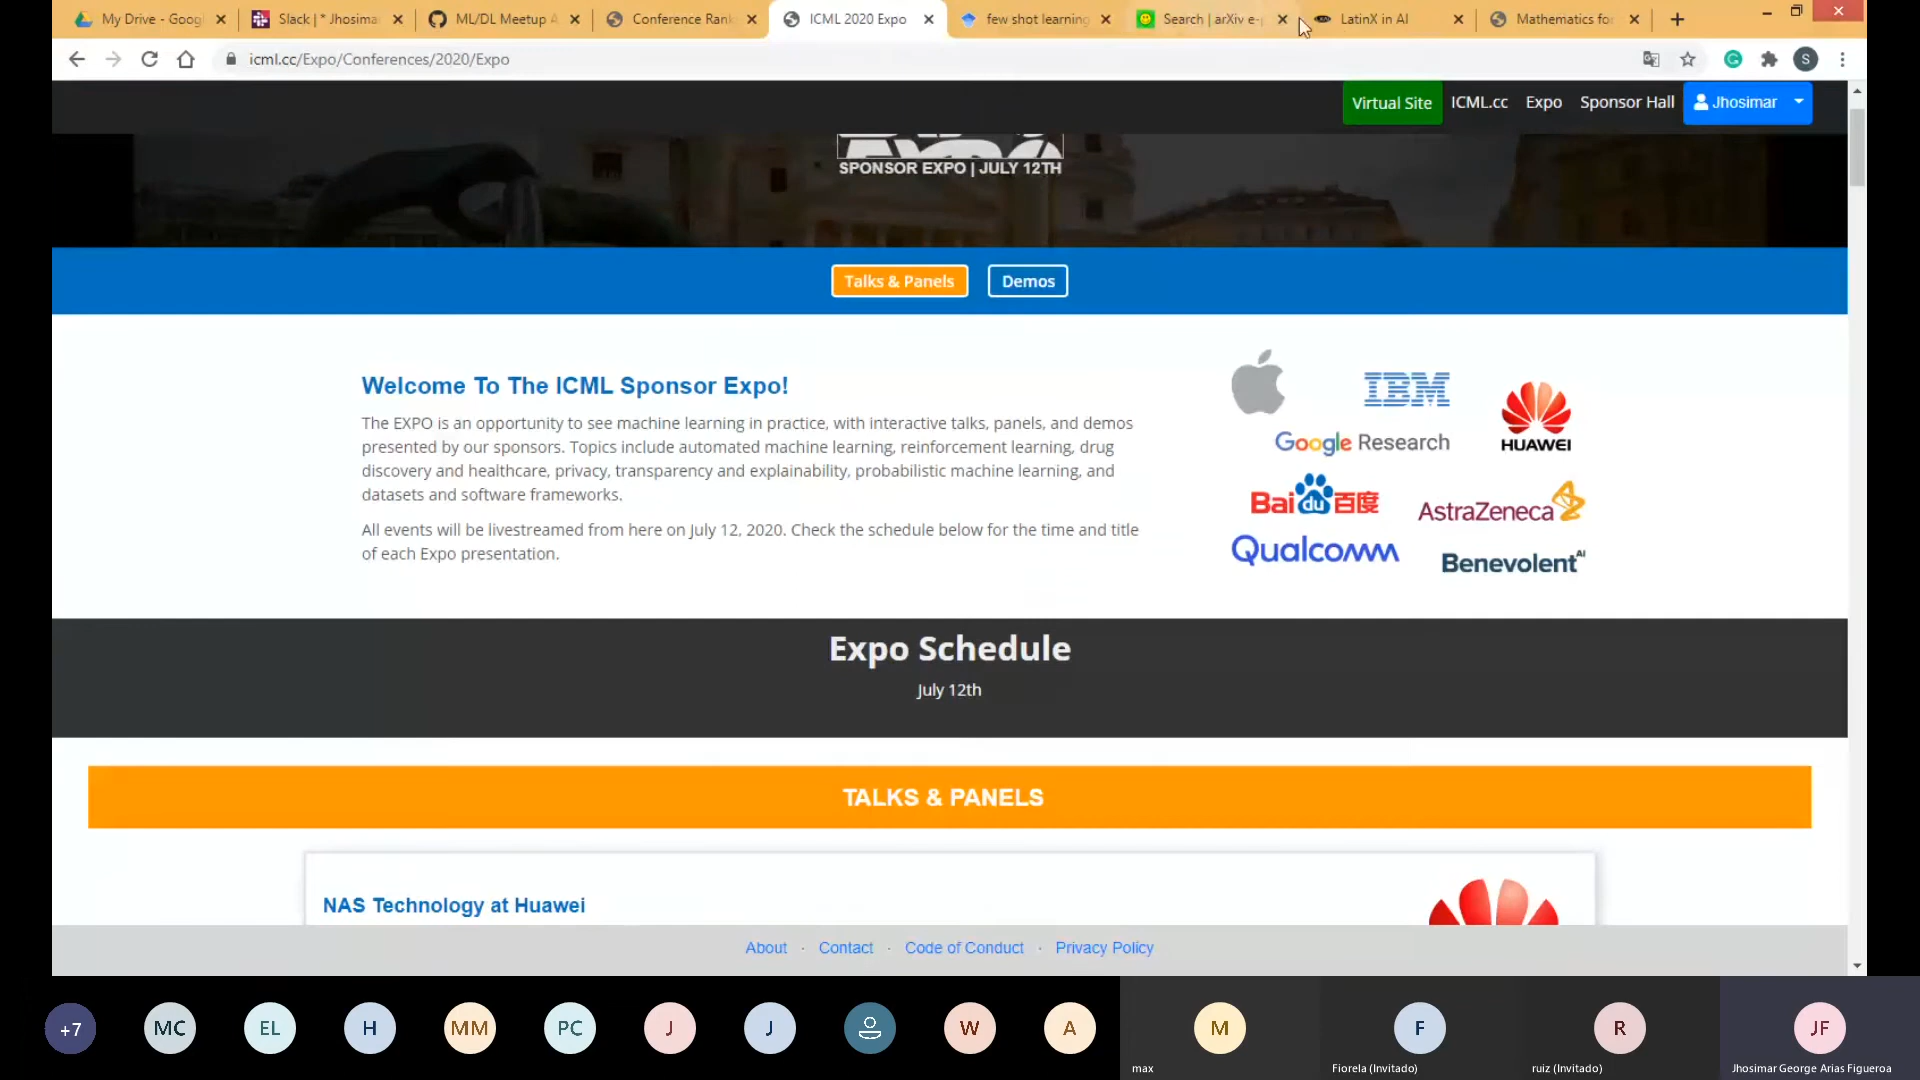 My Drive - Goog
Slack | * Jhosima
ML/DL Meetup A
Conference Rank
ICML 2020 Expo
few shot learning
Search | arXiv e-p
LatinX in AI
Mathematics fo
icml.cc/Expo/Conferences/2020/Expo
S
Virtual Site
ICML.cc
Expo
Sponsor Hall
Jhosimar
SPONSOR EXPO | JULY 12TH
Talks & Panels
Demos
Welcome To The ICML Sponsor Expo!
The EXPO is an opportunity to see machine learning in practice, with interactive talks, panels, and demos
presented by our sponsors. Topics include automated machine learning, reinforcement learning, drug
discovery and healthcare, privacy, transparency and explainability, probabilistic machine learning, and
datasets and software frameworks.
All events will be livestreamed from here on July 12, 2020. Check the schedule below for the time and title
of each Expo presentation.
IBM
HUAWEI
Google Research
Baidu百度
AstraZeneca
Qualcomm
Benevolent AI
Expo Schedule
July 12th
TALKS & PANELS
NAS Technology at Huawei
About · Contact · Code of Conduct · Privacy Policy
+7
MC
EL
H
MM
PC
J
J
W
A
M
max
F
Fiorela (Invitado)
R
ruiz (Invitado)
JF
Jhosimar George Arias Figueroa